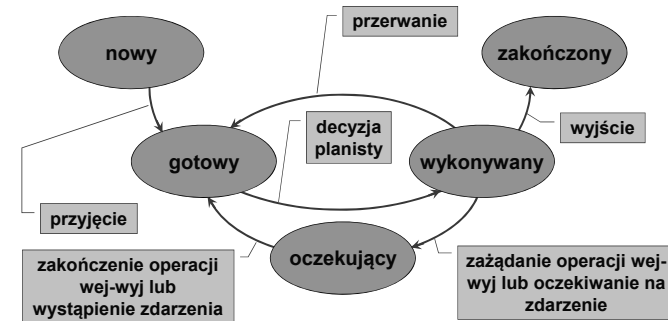 przerwanie
nowy
zakończony
decyzja
planisty
wyjście
gotowy
wykonywany
przyjęcie
oczekujący
zakończenie operacji
wej-wyj lub
wystąpienie zdarzenia
zażądanie operacji wej-
wyj lub oczekiwanie na
zdarzenie